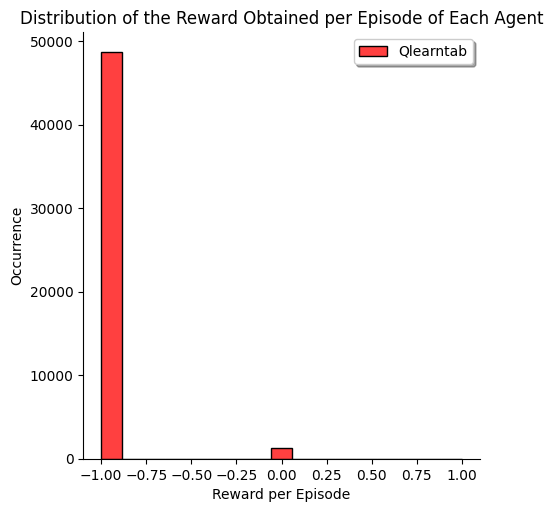 Distribution of the Reward Obtained per Episode of Each Agent
Qlearntab
50000
40000
30000
20000
10000
0
Occurrence
−1.00 −0.75 −0.50 −0.25 0.00 0.25 0.50 0.75 1.00
Reward per Episode